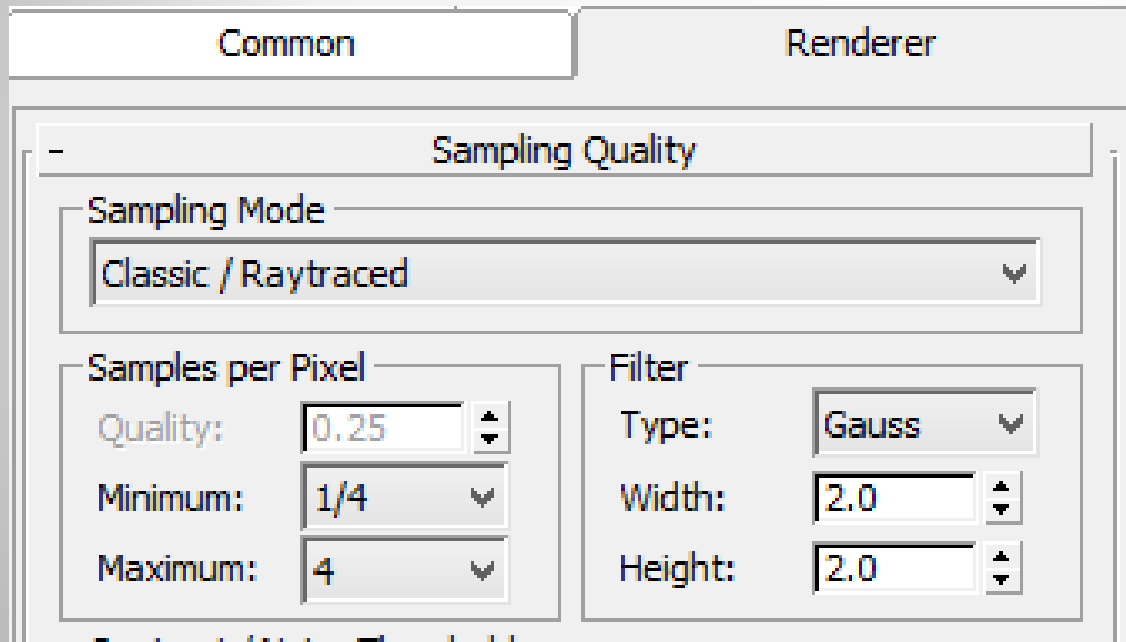 Common
Renderer
- Sampling Quality
Sampling Mode
Classic / Raytraced
Samples per Pixel
Quality: 0.25
Minimum: 1/4
Maximum: 4
Filter
Type: Gauss
Width: 2.0
Height: 2.0